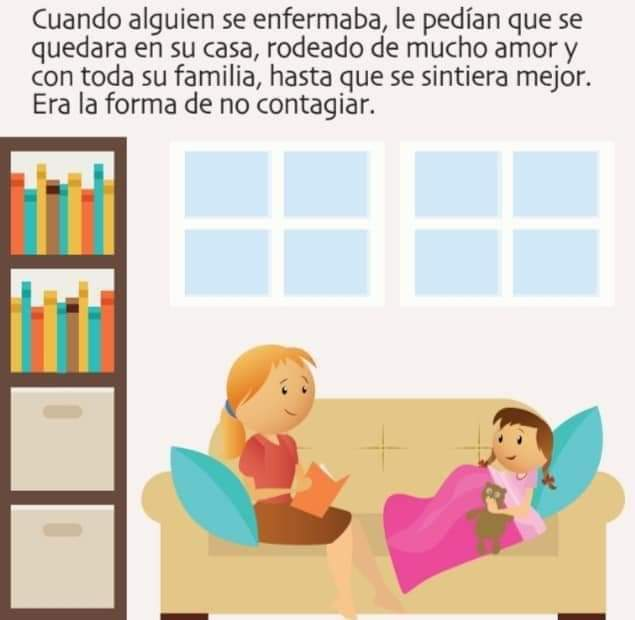 Cuando alguien se enfermaba, le pedían que se
quedara en su casa, rodeado de mucho amor y
con toda su familia, hasta que se sintiera mejor.
Era la forma de no contagiar.